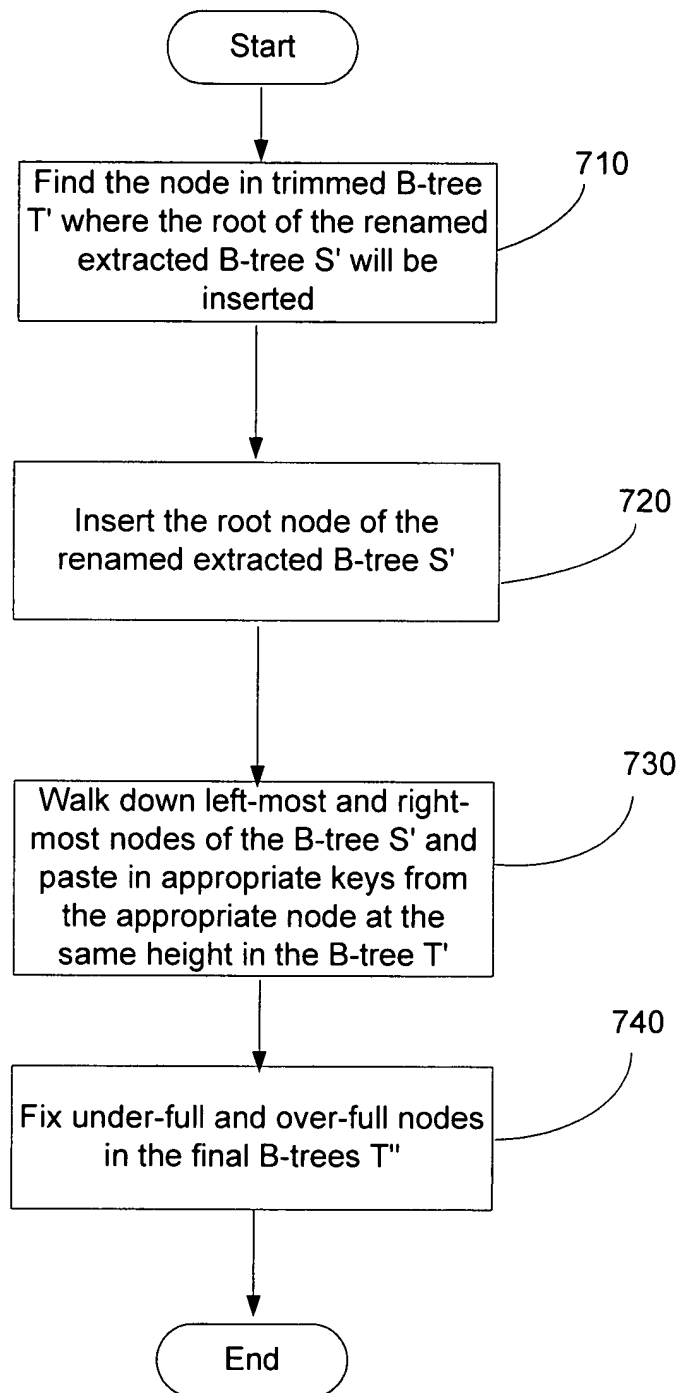 Start
710
Find the node in trimmed B-tree
T' where the root of the renamed
extracted B-tree S' will be
inserted
720
Insert the root node of the
renamed extracted B-tree S'
730
Walk down left-most and right-
most nodes of the B-tree S' and
paste in appropriate keys from
the appropriate node at the
same height in the B-tree T'
740
Fix under-full and over-full nodes
in the final B-trees T"
End